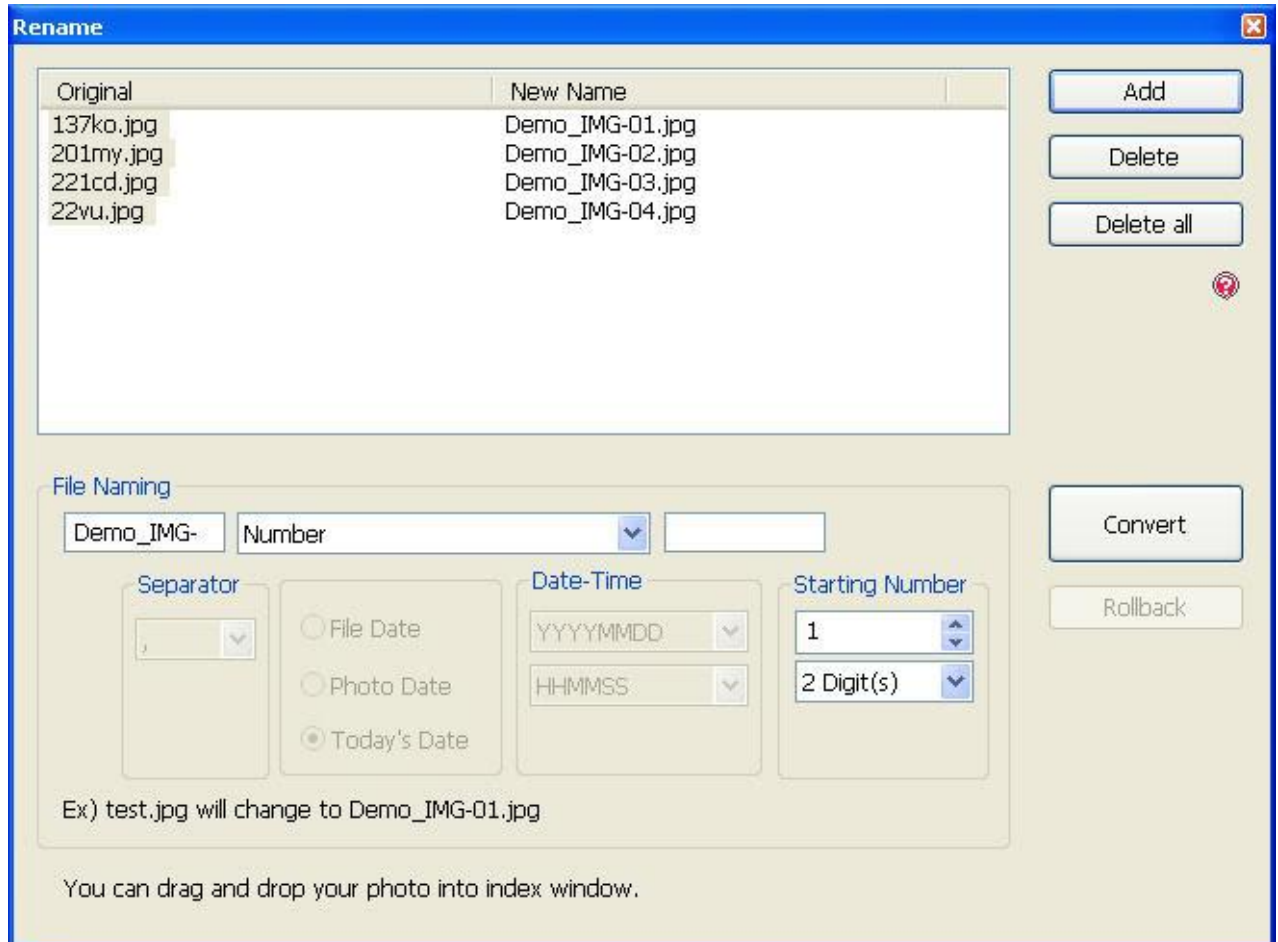 Rename
Original New Name
137ko.jpg Demo_IMG-01.jpg
201my.jpg Demo_IMG-02.jpg
221cd.jpg Demo_IMG-03.jpg
22vu.jpg Demo_IMG-04.jpg
Add
Delete
Delete all
?
File Naming
Demo_IMG- Number
Convert
Rollback
Separator
,
File Date
Photo Date
Today's Date
Date-Time
YYYYMMDD
HHMMSS
Starting Number
1
2 Digit(s)
Ex) test.jpg will change to Demo_IMG-01.jpg
You can drag and drop your photo into index window.